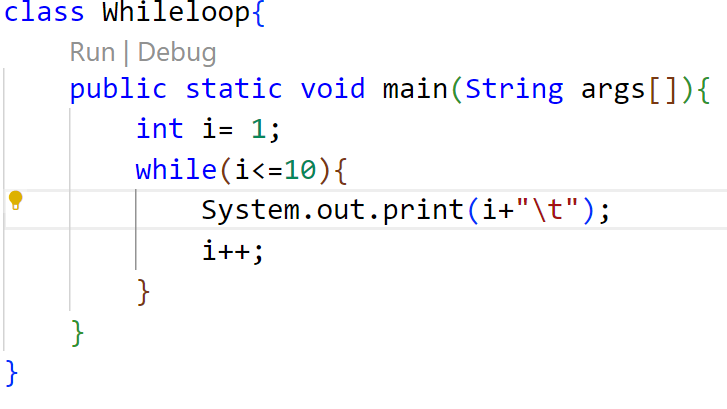 class Whileloop{
Run | Debug
public static void main(String args[]){
int i= 1;
while(i<=10){
System.out.print(i+"\t");
i++;
}
}
}